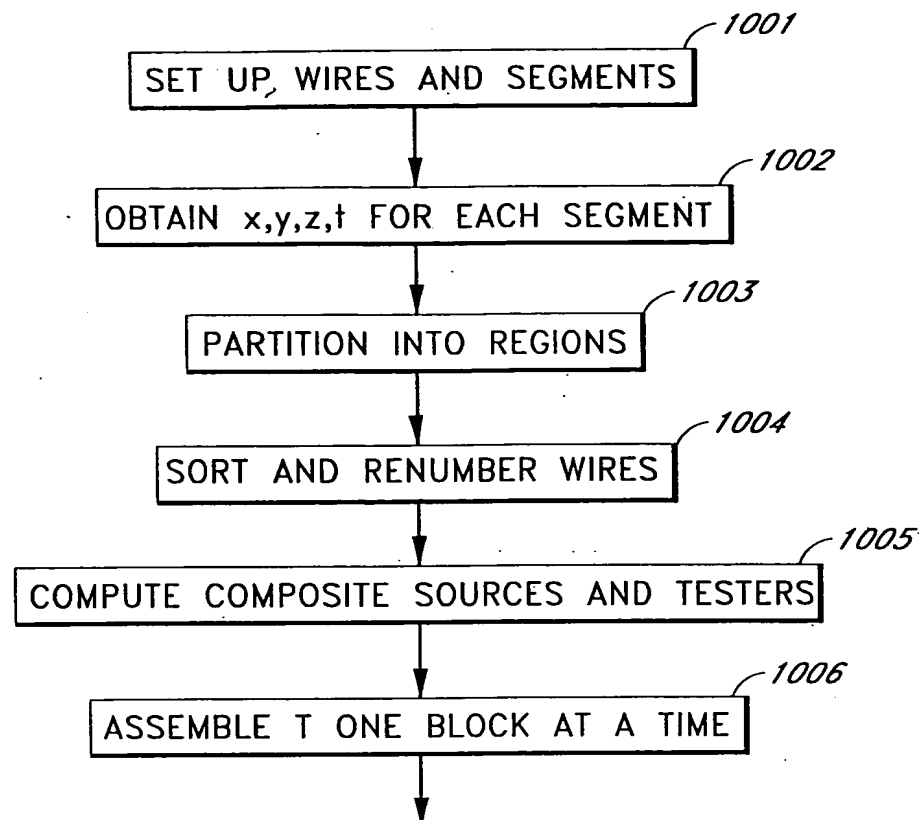 1001
SET UP, WIRES AND SEGMENTS
1002
OBTAIN x,y,z,t FOR EACH SEGMENT
1003
PARTITION INTO REGIONS
1004
SORT AND RENUMBER WIRES
1005
COMPUTE COMPOSITE SOURCES AND TESTERS
1006
ASSEMBLE T ONE BLOCK AT A TIME